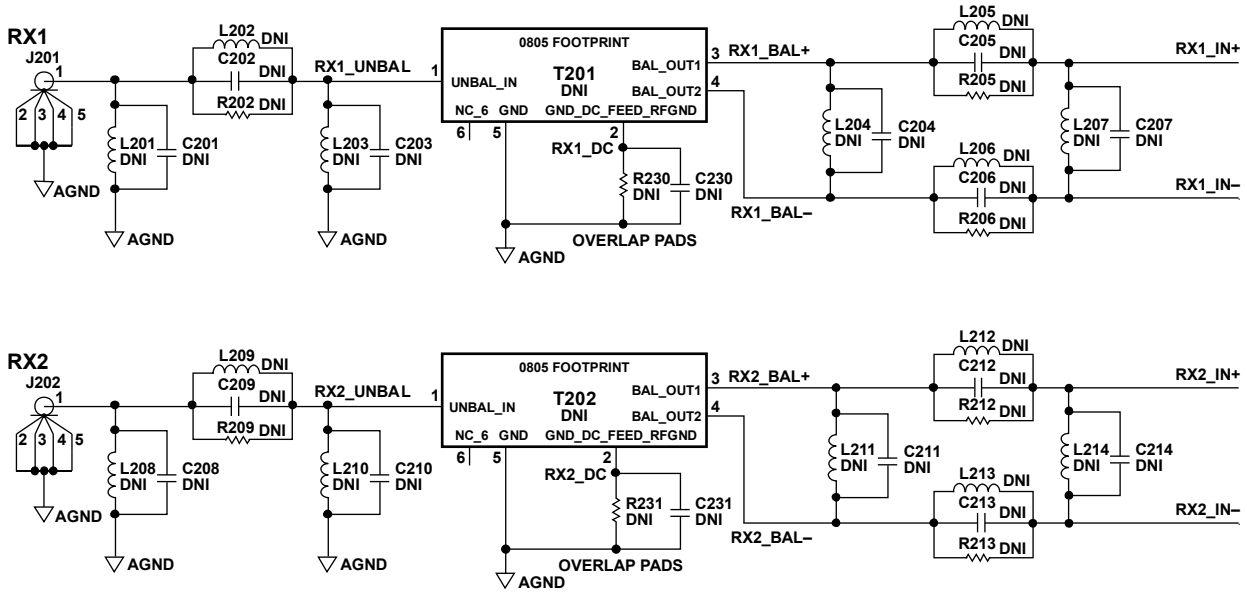 RX1
J201
1
2 3 4 5
AGND
L201
DNI
C201
DNI
AGND
L202
DNI
C202
DNI
R202 DNI
RX1_UNBAL
L203
DNI
C203
DNI
AGND
0805 FOOTPRINT
T201
DNI
1
UNBAL_IN
BAL_OUT1
BAL_OUT2
NC_6 GND GND_DC_FEED_RFGND
6
5
2
3
4
RX1_DC
R230
DNI
C230
DNI
OVERLAP PADS
AGND
RX1_BAL+
RX1_BAL–
L204
DNI
C204
DNI
L205
DNI
C205
DNI
R205
L206
DNI
C206
DNI
R206
L207
DNI
C207
DNI
RX1_IN+
RX1_IN–
RX2
J202
1
2 3 4 5
AGND
L208
DNI
C208
DNI
AGND
L209
DNI
C209
DNI
R209 DNI
RX2_UNBAL
L210
DNI
C210
DNI
AGND
0805 FOOTPRINT
T202
DNI
1
UNBAL_IN
BAL_OUT1
BAL_OUT2
NC_6 GND GND_DC_FEED_RFGND
6
5
2
3
4
RX2_DC
R231
DNI
C231
DNI
OVERLAP PADS
AGND
RX2_BAL+
RX2_BAL–
L211
DNI
C211
DNI
L212
DNI
C212
DNI
R212
L213
DNI
C213
DNI
R213
L214
DNI
C214
DNI
RX2_IN+
RX2_IN–